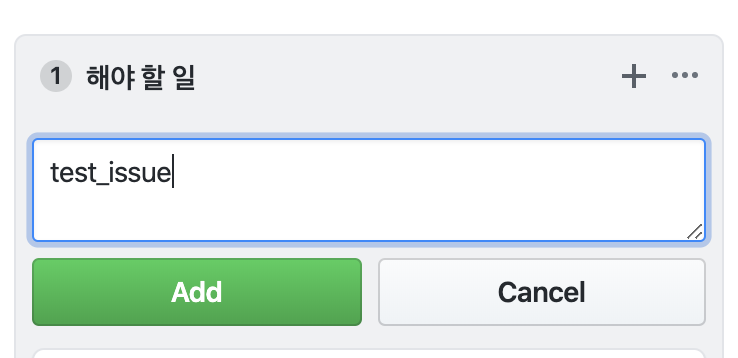 1 해야 할 일
test_issue
Add Cancel